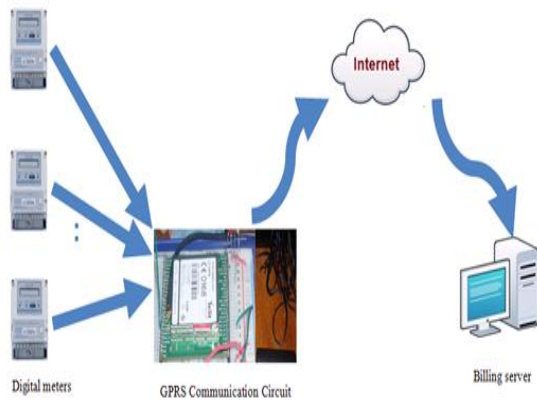 Internet
Digital meters
GPRS Communication Circuit
Billing server